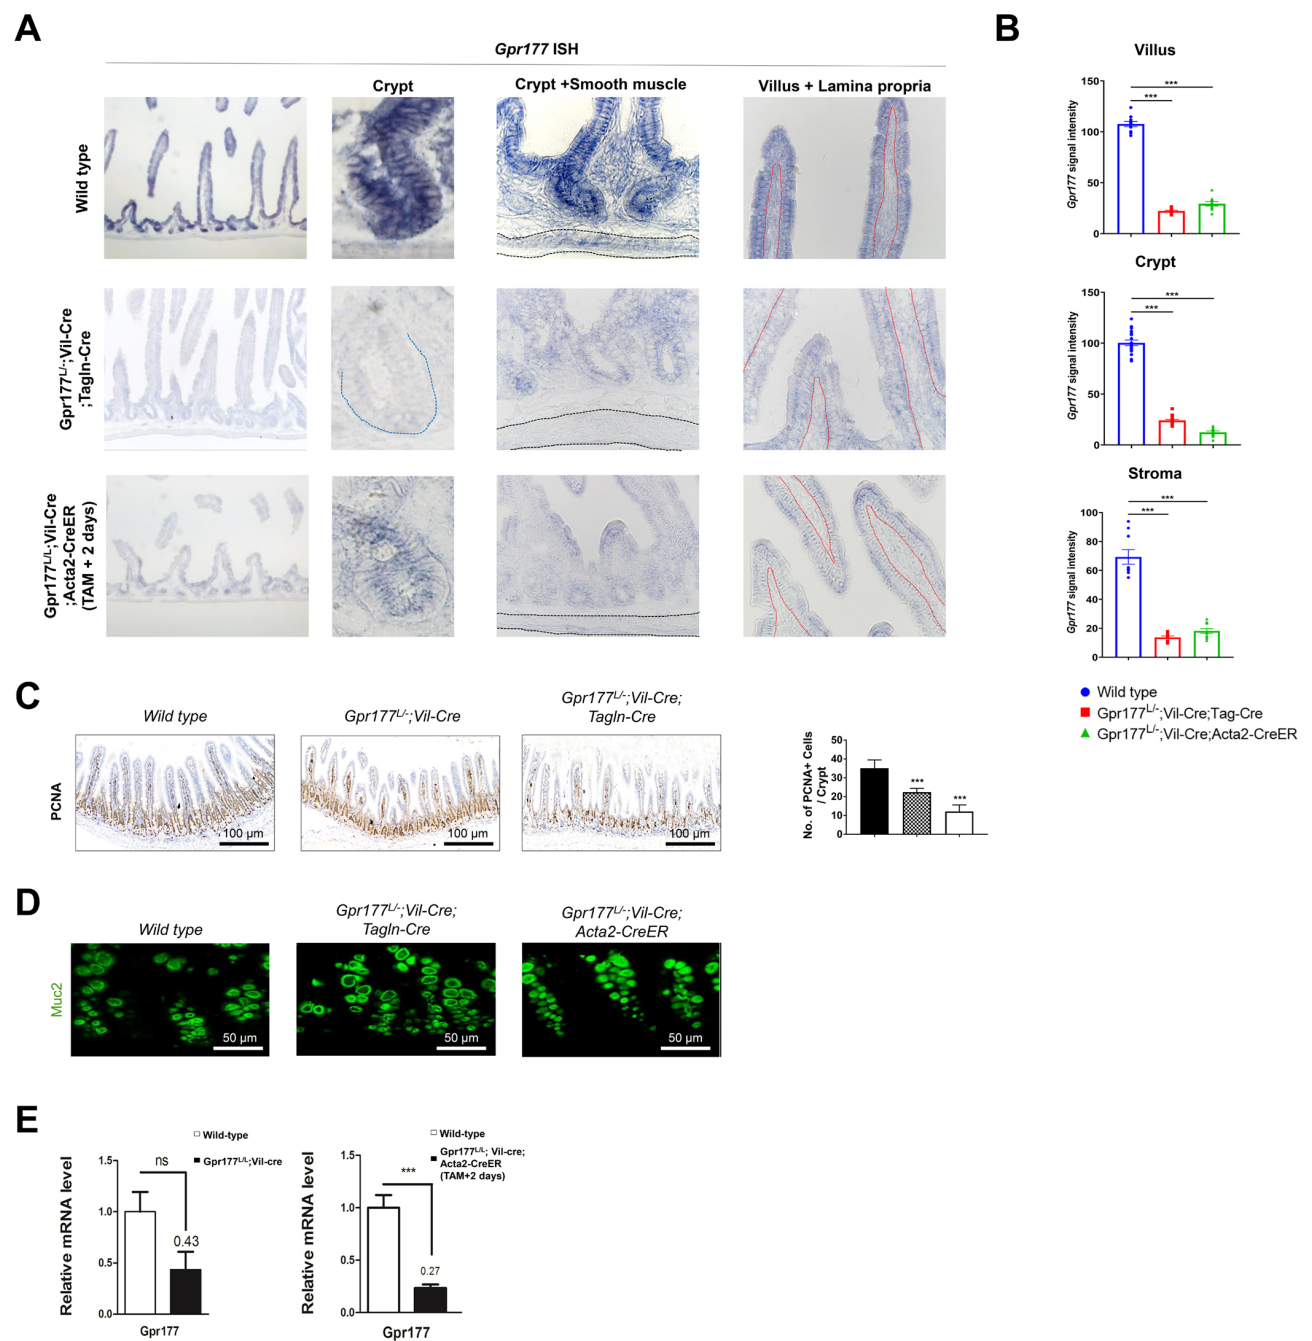 A
Gpr177 ISH
Crypt
Crypt +Smooth muscle
Villus + Lamina propria
Wild type
Gpr177L/-;Vil-Cre
;Tagln-Cre
Gpr177L/L;Vil-Cre
;Acta2-CreER
(TAM + 2 days)
B
Villus
Gpr177 signal intensity
150
100
50
0
***
***
Crypt
Gpr177 signal intensity
150
100
50
0
***
***
Stroma
Gpr177 signal intensity
100
80
60
40
20
0
***
***
Wild type
Gpr177L/-;Vil-Cre;Tag-Cre
Gpr177L/-;Vil-Cre;Acta2-CreER
C
Wild type
Gpr177L/-;Vil-Cre
Gpr177L/-;Vil-Cre;
Tagln-Cre
PCNA
100 µm
100 µm
100 µm
No. of PCNA+ Cells
/ Crypt
50
40
30
20
10
0
***
***
D
Wild type
Gpr177L/-;Vil-Cre;
Tagln-Cre
Gpr177L/-;Vil-Cre;
Acta2-CreER
Muc2
50 µm
50 µm
50 µm
E
Wild-type
Gpr177L/L;Vil-cre
Relative mRNA level
1.5
1.0
0.5
0.0
ns
0.43
Gpr177
Wild-type
Gpr177L/L; Vil-cre;
Acta2-CreER
(TAM+2 days)
Relative mRNA level
1.5
1.0
0.5
0.0
***
0.27
Gpr177